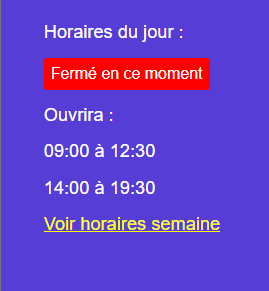 Horaires du jour :
Fermé en ce moment
Ouvrira :
09:00 à 12:30
14:00 à 19:30
Voir horaires semaine